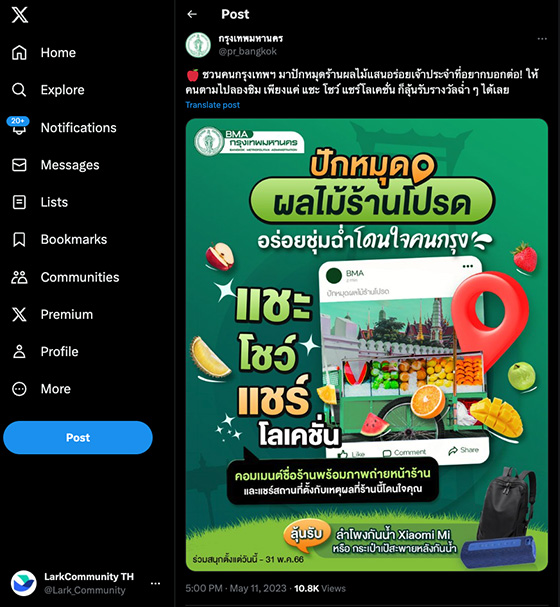 Post
กรุงเทพมหานคร
@pr_bangkok
Home
Explore
20+
Notifications
Messages
Lists
Bookmarks
Communities
Premium
Profile
More
Post
LarkCommunity TH
@Lark_Community
🍎 ชวนคนกรุงเทพฯ มาปักหมุดร้านผลไม้แสนอร่อยเจ้าประจำที่อยากบอกต่อ! ให้
คนตามไปลองชิม เพียงแค่ แชะ โชว์ แชร์โลเคชั่น ก็ลุ้นรับรางวัลฉ่ำ ๆ ได้เลย
Translate post
BMA
กรุงเทพมหานคร
BANGKOK METROPOLITAN ADMINISTRATION
ปักหมุด
ผลไม้ร้านโปรด
อร่อยชุ่มฉ่ำโดนใจคนกรุง
BMA
ปักหมุดผลไม้ร้านโปรด
แชะ
โชว์
แชร์
โลเคชั่น
Like
Comment
Share
คอมเมนต์ชื่อร้านพร้อมภาพถ่ายหน้าร้าน
และแชร์สถานที่ตั้งกับเหตุผลที่ร้านนี้โดนใจคุณ
ลุ้นรับ
ลำโพงกันน้ำ Xiaomi Mi
หรือ กระเป๋าเป้สะพายหลังกันน้ำ
ร่วมสนุกตั้งแต่วันนี้ - 31 พ.ค.66
5:00 PM · May 11, 2023 · 10.8K Views